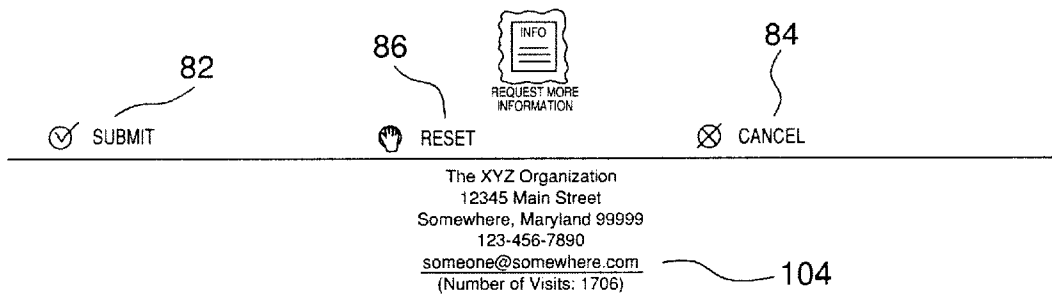 INFO
86
84
82
REQUEST MORE
INFORMATION
SUBMIT
RESET
CANCEL
The XYZ Organization
12345 Main Street
Somewhere, Maryland 99999
123-456-7890
someone@somewhere.com
104
(Number of Visits: 1706)